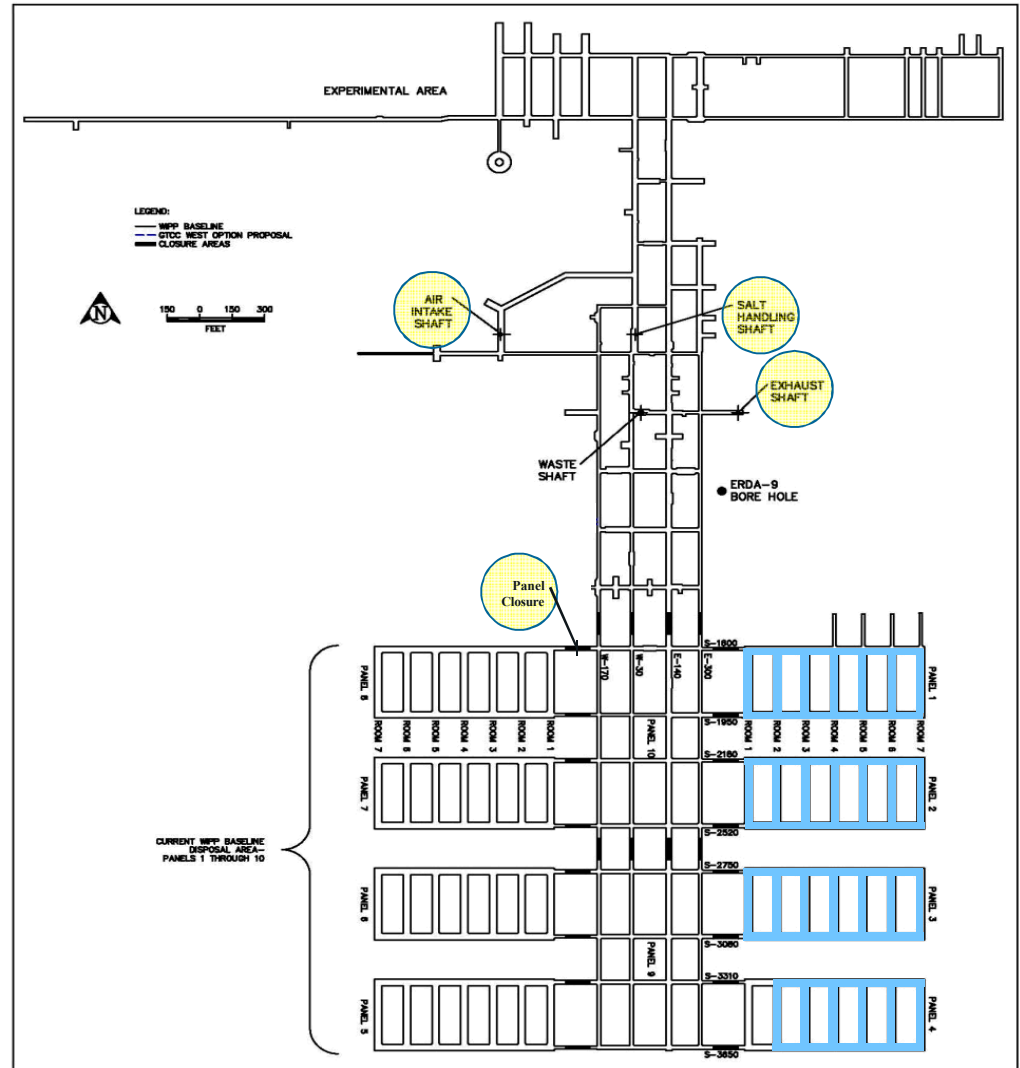 EXPERIMENTAL AREA
LEGEND:
WIPP BASELINE
GTCC WEST OPTION PROPOSAL
CLOSURE AREAS
N
150 0 150 300
FEET
AIR
INTAKE
SHAFT
SALT
HANDLING
SHAFT
EXHAUST
SHAFT
WASTE
SHAFT
ERDA-9
BORE HOLE
Panel
Closure
S-1600
W-170
W-30
E-140
E-300
PANEL 8
PANEL 1
S-1950
ROOM 7
ROOM 6
ROOM 5
ROOM 4
ROOM 3
ROOM 2
ROOM 1
PANEL 10
ROOM 1
ROOM 2
ROOM 3
ROOM 4
ROOM 5
ROOM 6
ROOM 7
S-2180
PANEL 7
PANEL 2
S-2520
CURRENT WIPP BASELINE
DISPOSAL AREA–
PANELS 1 THROUGH 10
S-2750
PANEL 6
PANEL 3
S-3080
PANEL 9
S-3310
PANEL 5
PANEL 4
S-3650